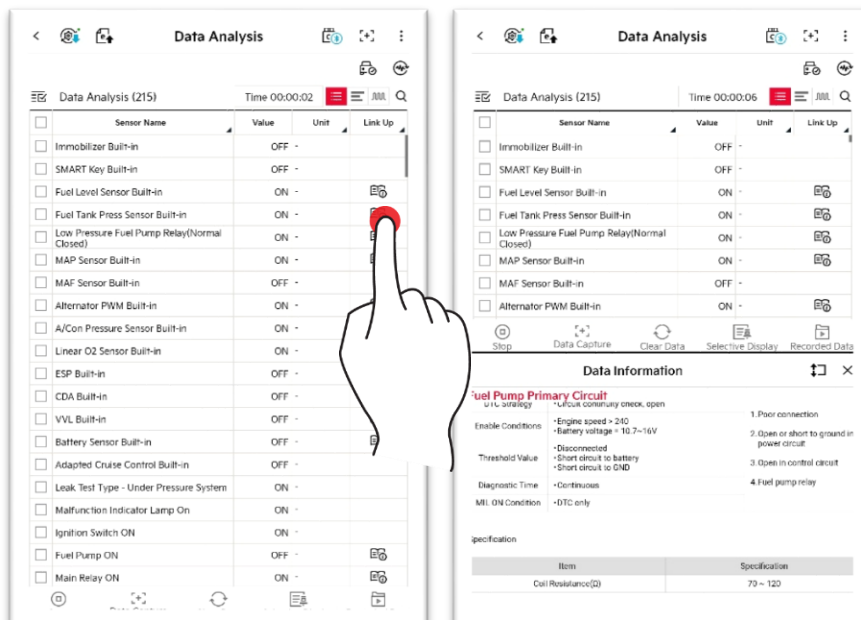 Data Analysis
Data Analysis (215)
Time 00:00:02
Sensor Name Value Unit Link Up
Immobilizer Built-in OFF -
SMART Key Built-in OFF -
Fuel Level Sensor Built-in ON -
Fuel Tank Press Sensor Built-in ON -
Low Pressure Fuel Pump Relay(Normal
Closed) ON -
MAP Sensor Built-in ON -
MAF Sensor Built-in OFF -
Alternator PWM Built-in ON -
A/Con Pressure Sensor Built-in ON -
Linear O2 Sensor Built-in ON -
ESP Built-in OFF -
CDA Built-in OFF -
VVL Built-in OFF -
Battery Sensor Built-in OFF -
Adapted Cruise Control Built-in OFF -
Leak Test Type - Under Pressure System ON -
Malfunction Indicator Lamp On ON -
Ignition Switch ON ON -
Fuel Pump ON OFF -
Main Relay ON ON -
Data Analysis
Data Analysis (215)
Time 00:00:06
Sensor Name Value Unit Link Up
Immobilizer Built-in OFF -
SMART Key Built-in OFF -
Fuel Level Sensor Built-in ON -
Fuel Tank Press Sensor Built-in ON -
Low Pressure Fuel Pump Relay(Normal
Closed) ON -
MAP Sensor Built-in ON -
MAF Sensor Built-in OFF -
Alternator PWM Built-in ON -
Stop Data Capture Clear Data Selective Display Recorded Data
Data Information
Fuel Pump Primary Circuit
DTC Strategy •Circuit continuity check, open
Enable Conditions •Engine speed > 240
•Battery voltage = 10.7~16V
Threshold Value •Disconnected
•Short circuit to battery
•Short circuit to GND
Diagnostic Time •Continuous
MIL ON Condition •DTC only
1.Poor connection
2.Open or short to ground in
power circuit
3.Open in control circuit
4.Fuel pump relay
Specification
Item Specification
Coil Resistance(Ω) 70 ~ 120